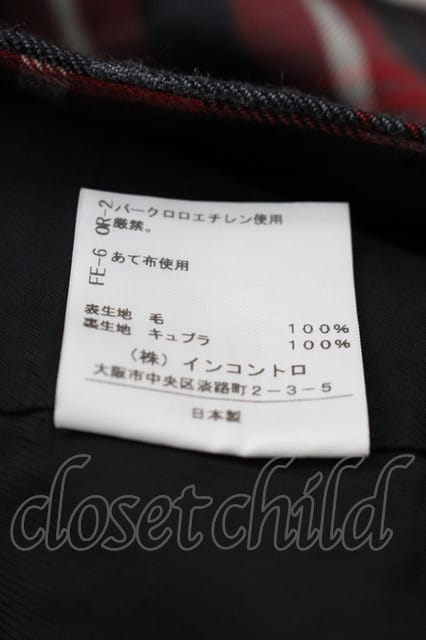 パークロロエチレン使用
厳禁。
OR-2
あて布使用
FE-6
表生地 毛 100%
裏生地 キュプラ 100%
(株) インコントロ
大阪市中央区淡路町2-3-5
日本製
closetchild